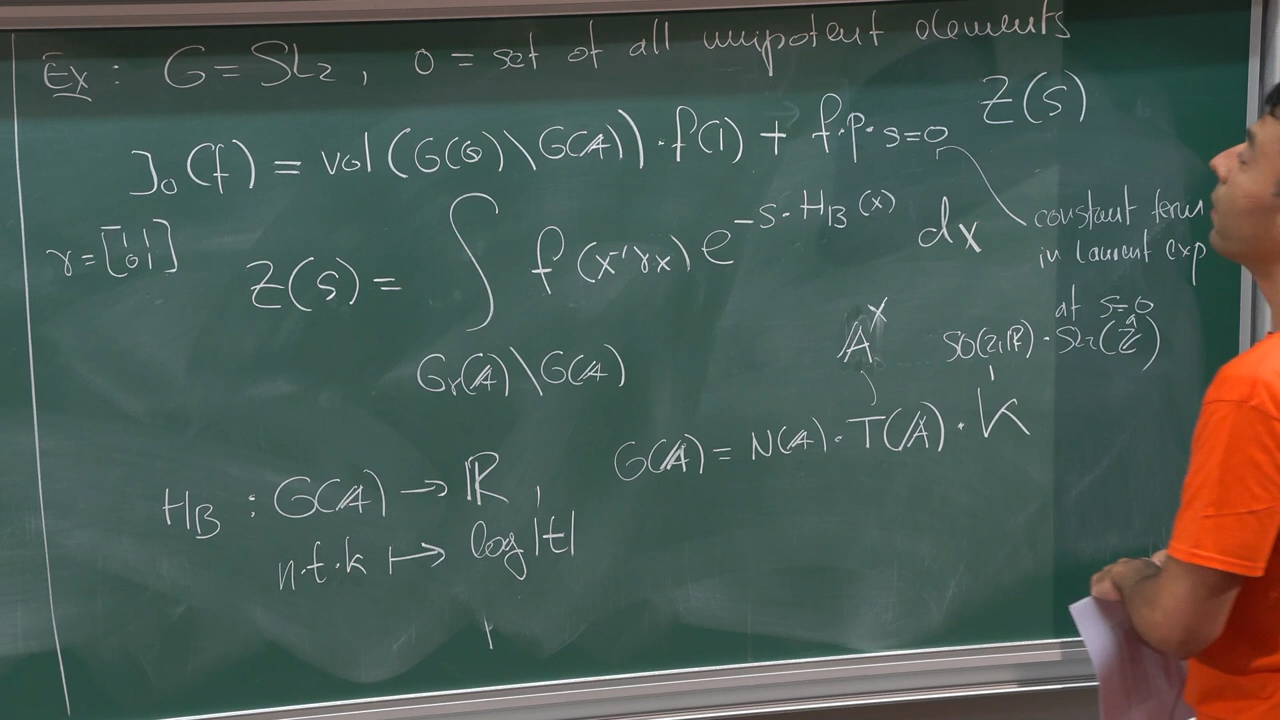 Ex: G = SL₂, o = set of all unipotent elements
J₀(f) = vol(G(Q)\G(A))·f(1) + f.p. s=0 Z(s)
constant term
in laurent exp
at s=0
γ = [1 1; 0 1]
Z(s) = ∫ f(x⁻¹γx) e^{-s·H_B(x)} dx
G_γ(A)\G(A)
A^× SO(2,R)·SL₂(Ẑ)
G(A) = N(A)·T(A)·K
H_B : G(A) → R,
n·t·k ↦ log|t|